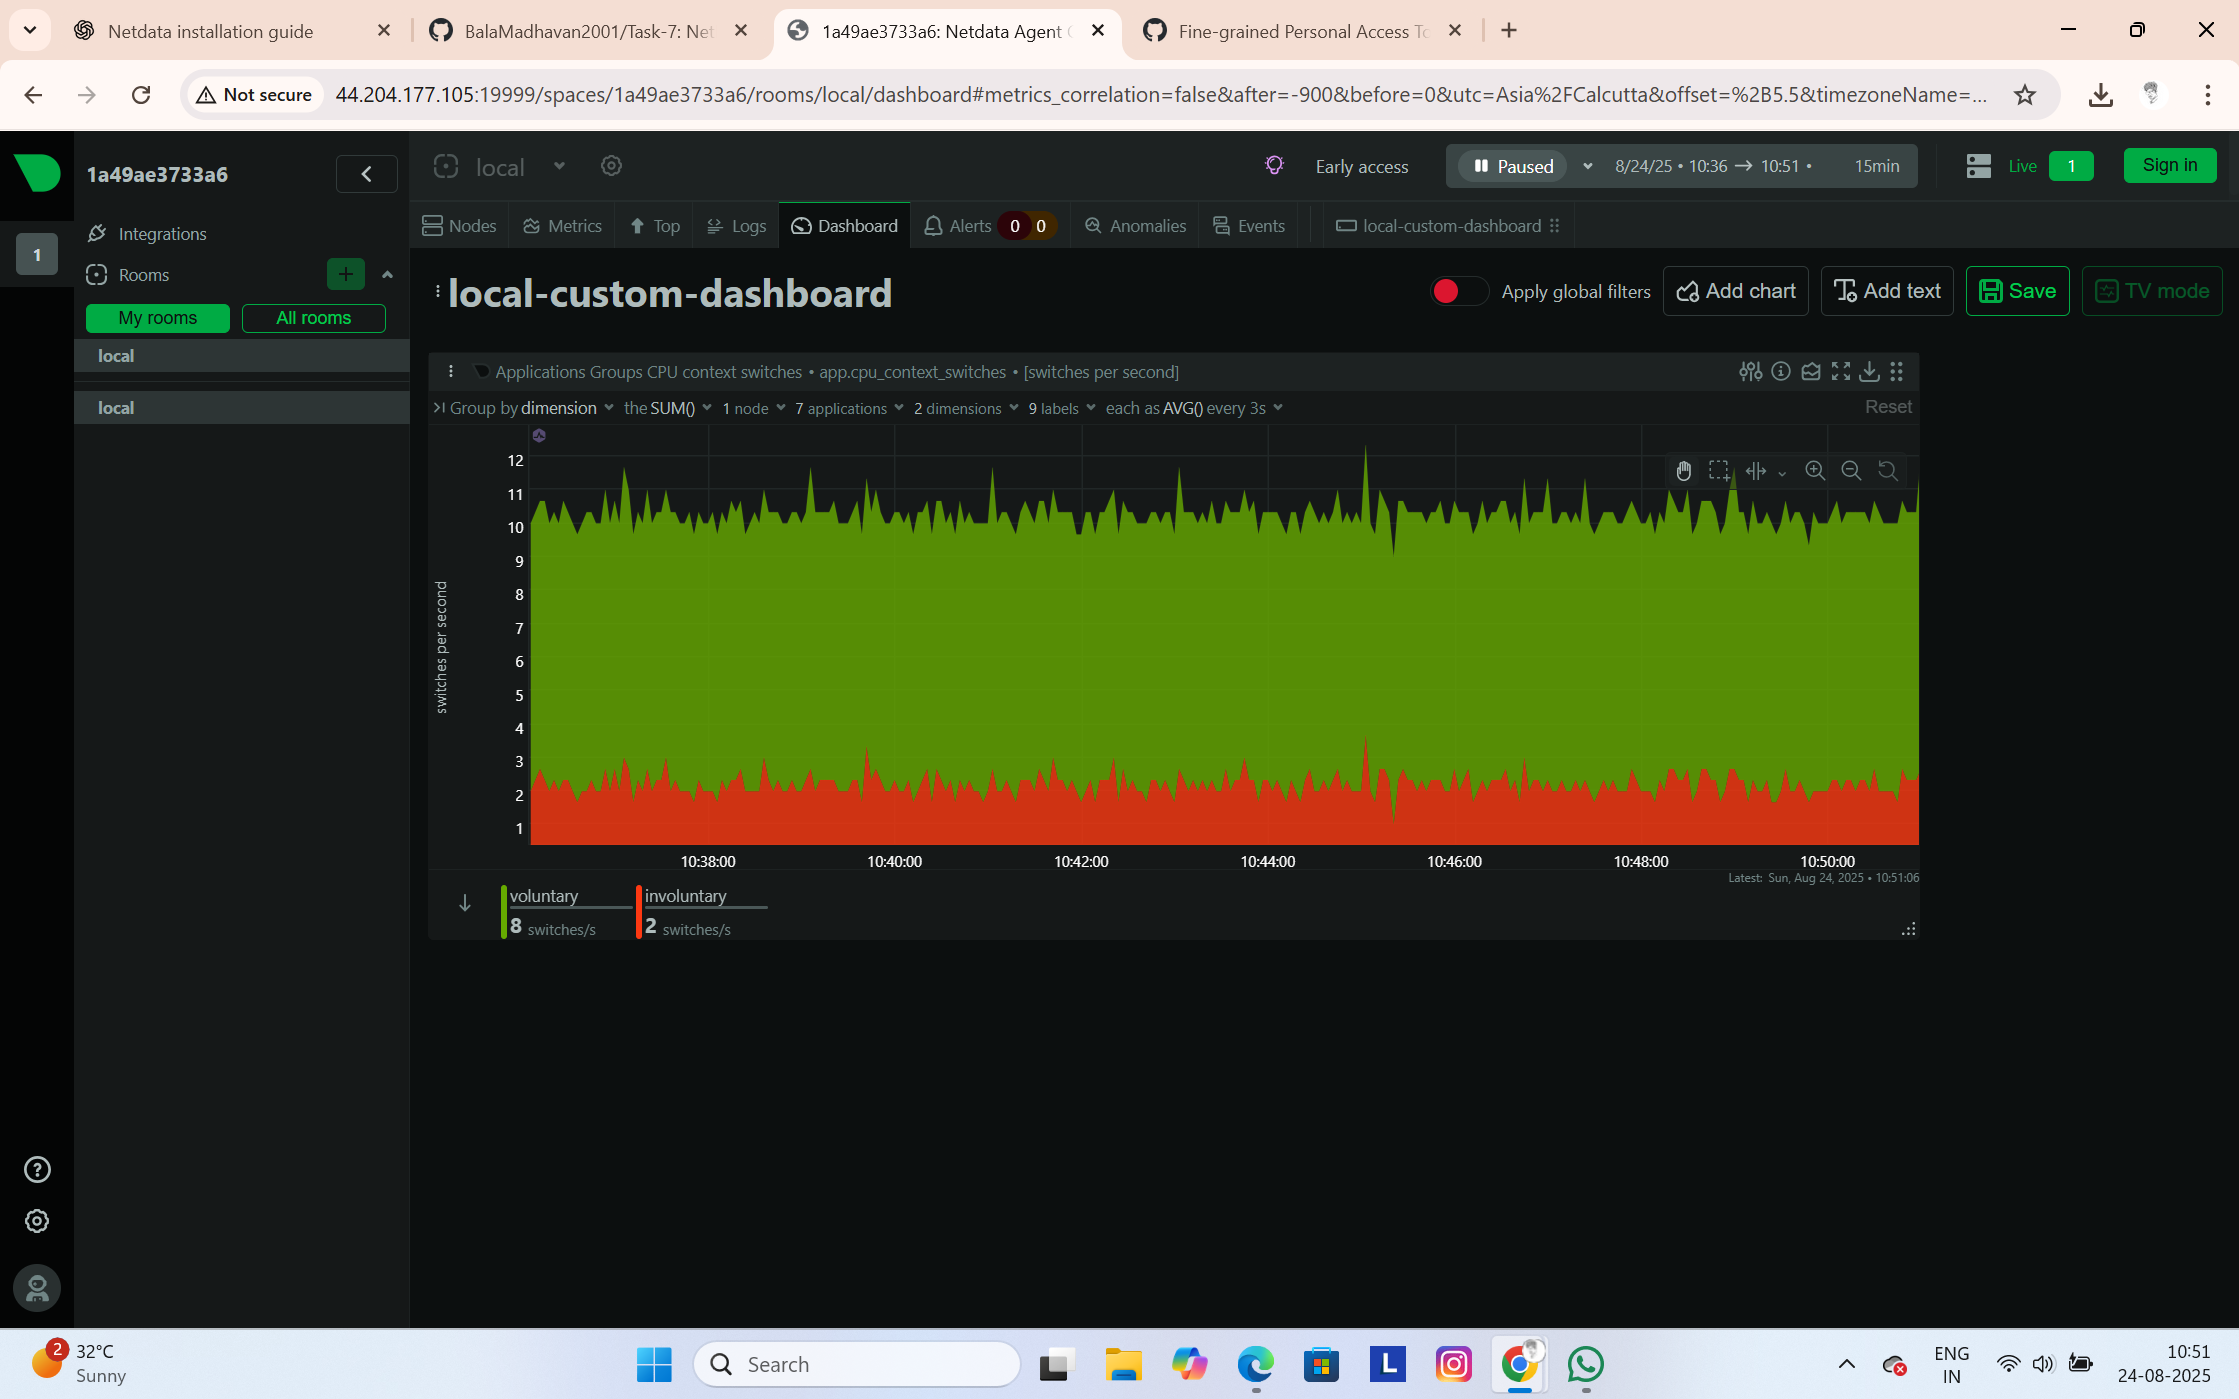 Netdata installation guide
BalaMadhavan2001/Task-7: Net
1a49ae3733a6: Netdata Agent
Fine-grained Personal Access To
Not secure
44.204.177.105:19999/spaces/1a49ae3733a6/rooms/local/dashboard#metrics_correlation=false&after=-900&before=0&utc=Asia%2FCalcutta&offset=%2B5.5&timezoneName=...
1a49ae3733a6
local
Early access
Paused
8/24/25 • 10:36 → 10:51 •
15min
Live
1
Sign in
Integrations
1
Rooms
My rooms
All rooms
local
local
Nodes
Metrics
Top
Logs
Dashboard
Alerts
0
0
Anomalies
Events
local-custom-dashboard
local-custom-dashboard
Apply global filters
Add chart
Add text
Save
TV mode
Applications Groups CPU context switches • app.cpu_context_switches • [switches per second]
Group by dimension the SUM() 1 node 7 applications 2 dimensions 9 labels each as AVG() every 3s
Reset
switches per second
12
11
10
9
8
7
6
5
4
3
2
1
10:38:00
10:40:00
10:42:00
10:44:00
10:46:00
10:48:00
10:50:00
Latest: Sun, Aug 24, 2025 • 10:51:06
voluntary
8 switches/s
involuntary
2 switches/s
2
32°C
Sunny
Search
L
ENG
IN
10:51
24-08-2025